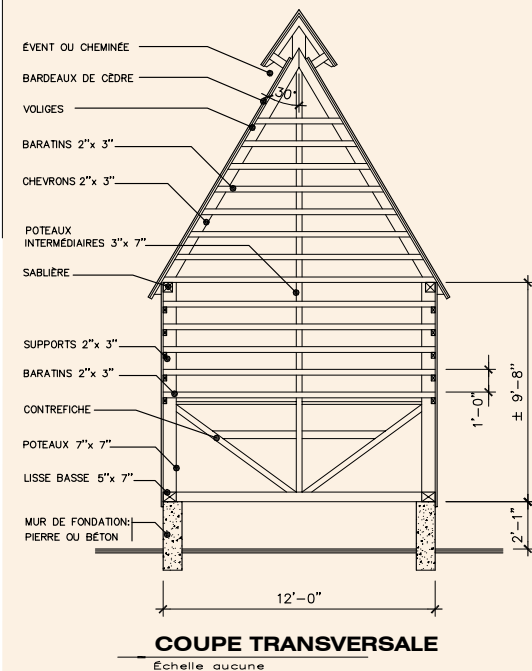 ÉVENT OU CHEMINÉE
BARDEAUX DE CÈDRE
30°
VOLIGES
BARATINS 2"x 3"
CHEVRONS 2"x 3"
POTEAUX
INTERMÉDIAIRES 3"x 7"
SABLIÈRE
SUPPORTS 2"x 3"
BARATINS 2"x 3"
CONTREFICHE
POTEAUX 7"x 7"
LISSE BASSE 5"x 7"
MUR DE FONDATION:
PIERRE OU BÉTON
1'-0"
± 9'-8"
2'-1"
12'-0"
COUPE TRANSVERSALE
Échelle aucune